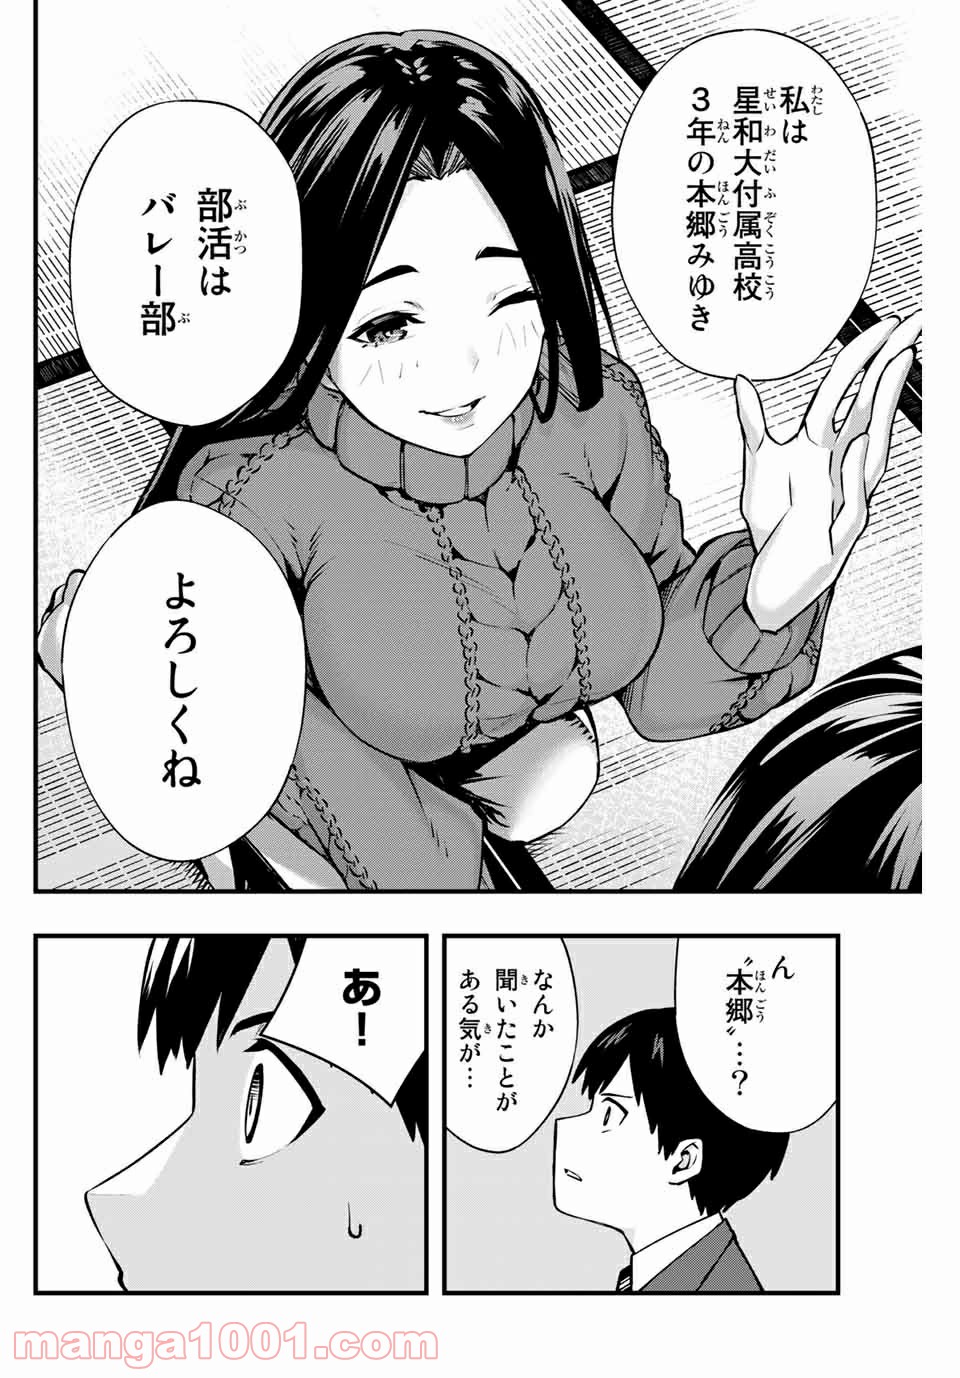 私は
星和大付属高校
３年の本郷みゆき
部活は
バレー部
よろしくね
ん
〝本郷〟…？
なんか
聞いたことが
ある気が…
あ！
manga1001.com